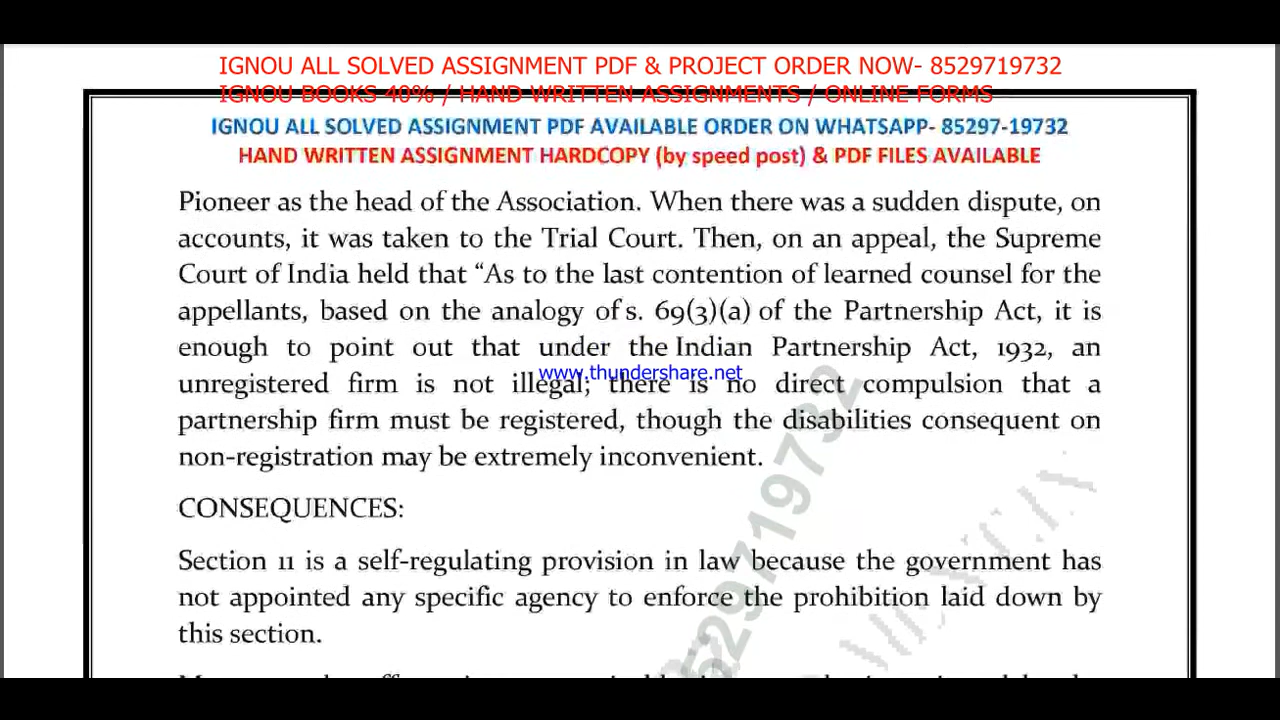 IGNOU ALL SOLVED ASSIGNMENT PDF & PROJECT ORDER NOW- 8529719732
IGNOU BOOKS 40% / HAND WRITTEN ASSIGNMENTS / ONLINE FORMS
IGNOU ALL SOLVED ASSIGNMENT PDF AVAILABLE ORDER ON WHATSAPP- 85297-19732
HAND WRITTEN ASSIGNMENT HARDCOPY (by speed post) & PDF FILES AVAILABLE
Pioneer as the head of the Association. When there was a sudden dispute, on
accounts, it was taken to the Trial Court. Then, on an appeal, the Supreme
Court of India held that “As to the last contention of learned counsel for the
appellants, based on the analogy of s. 69(3)(a) of the Partnership Act, it is
enough to point out that under the Indian Partnership Act, 1932, an
www.thundershare.net
unregistered firm is not illegal; there is no direct compulsion that a
partnership firm must be registered, though the disabilities consequent on
non-registration may be extremely inconvenient.
CONSEQUENCES:
Section 11 is a self-regulating provision in law because the government has
not appointed any specific agency to enforce the prohibition laid down by
this section.
529719732